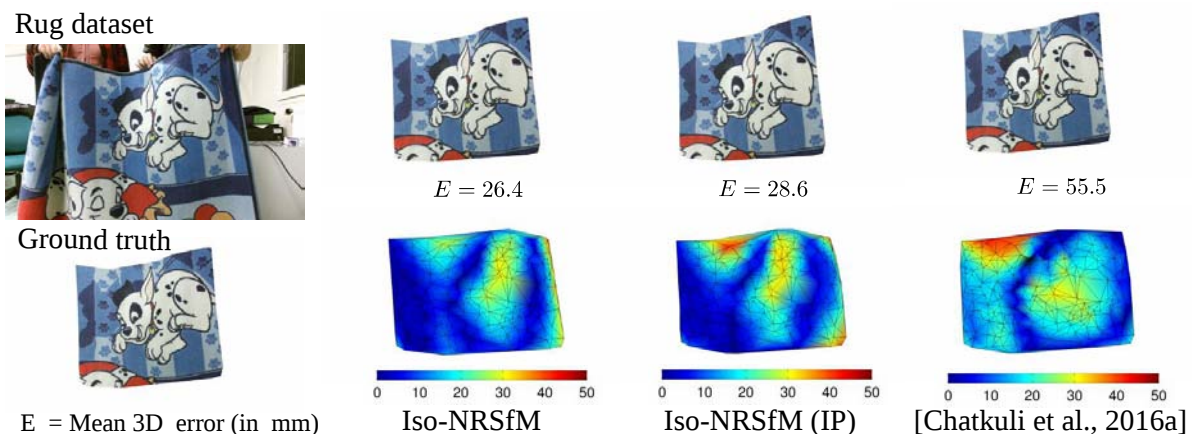 Rug dataset
E = 26.4
E = 28.6
E = 55.5
Ground truth
0 10 20 30 40 50
0 10 20 30 40 50
0 10 20 30 40 50
E = Mean 3D error (in mm)
Iso-NRSfM
Iso-NRSfM (IP)
[Chatkuli et al., 2016a]